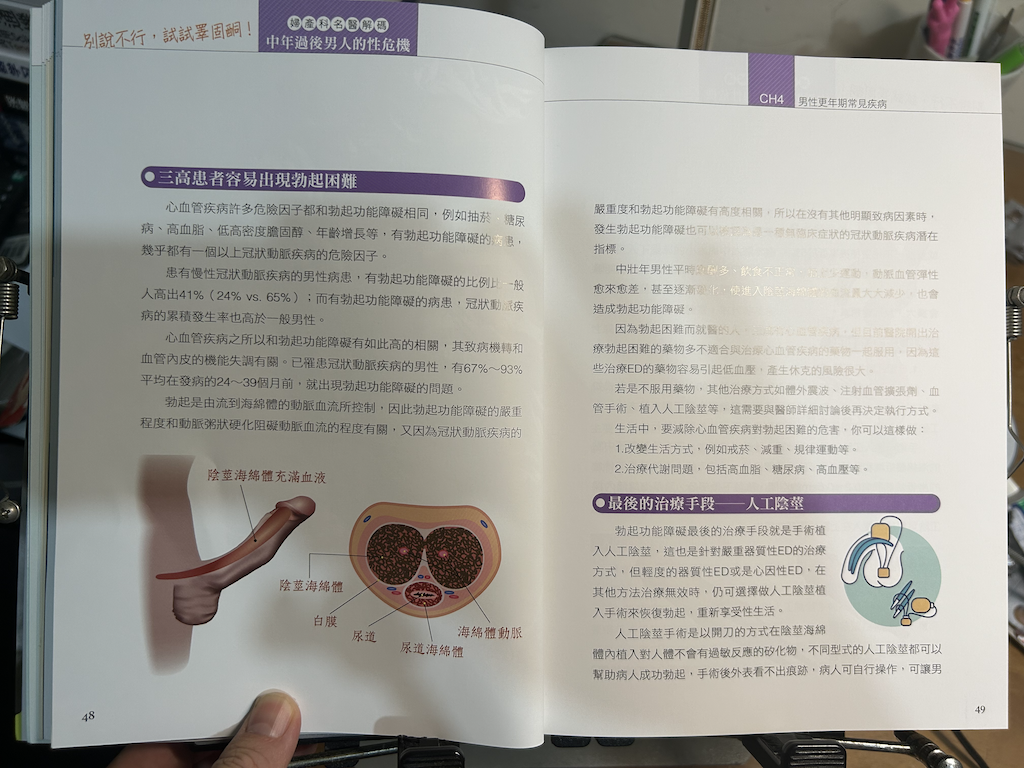 別說不行，試試睪固酮！
婦產科名醫解碼
中年過後男人的性危機
三高患者容易出現勃起困難
心血管疾病許多危險因子都和勃起功能障礙相同，例如抽菸、糖尿
病、高血脂、低高密度膽固醇、年齡增長等，有勃起功能障礙的病患，
幾乎都有一個以上冠狀動脈疾病的危險因子。
患有慢性冠狀動脈疾病的男性病患，有勃起功能障礙的比例比一般
人高出41%（24% vs. 65%）；而有勃起功能障礙的病患，冠狀動脈疾
病的累積發生率也高於一般男性。
心血管疾病之所以和勃起功能障礙有如此高的相關，其致病機轉和
血管內皮的機能失調有關。已罹患冠狀動脈疾病的男性，有67%～93%
平均在發病的24～39個月前，就出現勃起功能障礙的問題。
勃起是由流到海綿體的動脈血流所控制，因此勃起功能障礙的嚴重
程度和動脈粥狀硬化阻礙動脈血流的程度有關，又因為冠狀動脈疾病的
陰莖海綿體充滿血液
陰莖海綿體
白膜
尿道
尿道海綿體
海綿體動脈
48
CH4
男性更年期常見疾病
嚴重度和勃起功能障礙有高度相關，所以在沒有其他明顯致病因素時，
發生勃起功能障礙也可 冠狀動脈疾病潛在
指標。
中壯年男性平時 動脈血管彈性
愈來愈差，甚至逐漸 大大減少，也會
造成勃起功能障礙。
因為勃起困難而就醫的 開出治
療勃起困難的藥物多不適合與治療心血管疾病的藥物一起服用。因為這
些治療ED的藥物容易引起低血壓，產生休克的風險很大。
若是不服用藥物，其他治療方式如體外震波、注射血管擴張劑、血
管手術、植入人工陰莖等，這需要與醫師詳細討論後再決定執行方式。
生活中，要減除心血管疾病對勃起困難的危害，你可以這樣做：
1.改變生活方式，例如戒菸、減重、規律運動等。
2.治療代謝問題，包括高血脂、糖尿病、高血壓等。
最後的治療手段——人工陰莖
勃起功能障礙最後的治療手段就是手術植
入人工陰莖，這也是針對嚴重器質性ED的治療
方式，但輕度的器質性ED或是心因性ED，在
其他方法治療無效時，仍可選擇做人工陰莖植
入手術來恢復勃起，重新享受性生活。
人工陰莖手術是以開刀的方式在陰莖海綿
體內植入對人體不會有過敏反應的矽化物，不同型式的人工陰莖都可以
幫助病人成功勃起，手術後外表看不出痕跡，病人可自行操作，可讓男
49